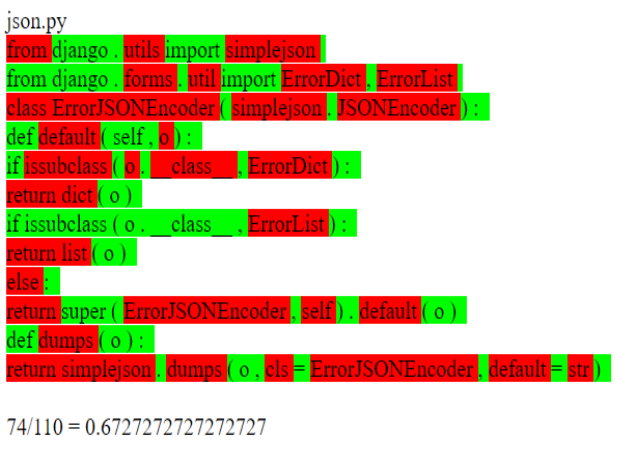 json.py
from django . utils import simplejson
from django . forms . util import ErrorDict , ErrorList
class ErrorJSONEncoder ( simplejson . JSONEncoder ) :
def default ( self , o ) :
if issubclass ( o . __class__ , ErrorDict ) :
return dict ( o )
if issubclass ( o . __class__ , ErrorList ) :
return list ( o )
else :
return super ( ErrorJSONEncoder , self ) . default ( o )
def dumps ( o ) :
return simplejson . dumps ( o , cls = ErrorJSONEncoder , default = str )
74/110 = 0.6727272727272727